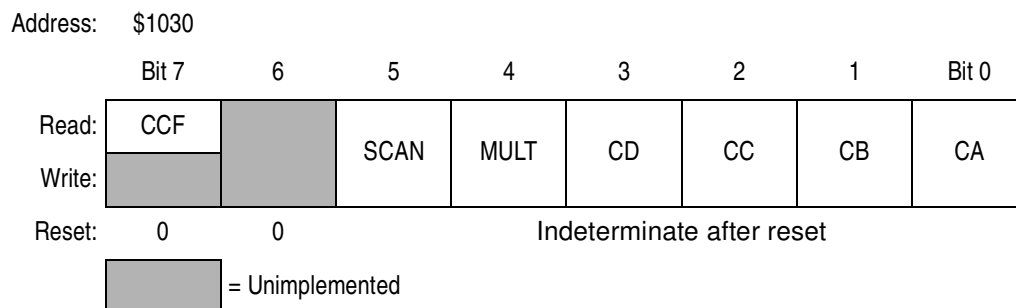 Address: $1030
Bit 7 6 5 4 3 2 1 Bit 0
Read: CCF
SCAN MULT CD CC CB CA
Write:
Reset: 0 0 Indeterminate after reset
= Unimplemented